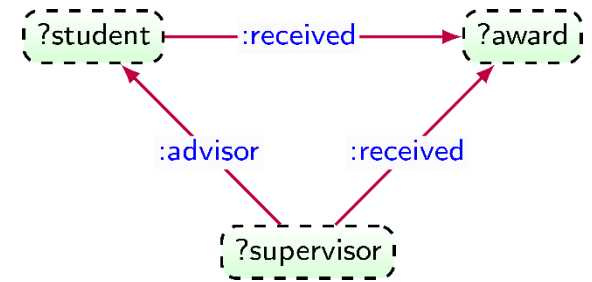 ?student :received ?award
:advisor :received
?supervisor